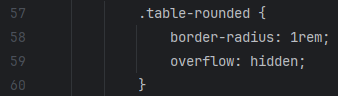 57 .table-rounded {
58 border-radius: 1rem;
59 overflow: hidden;
60 }